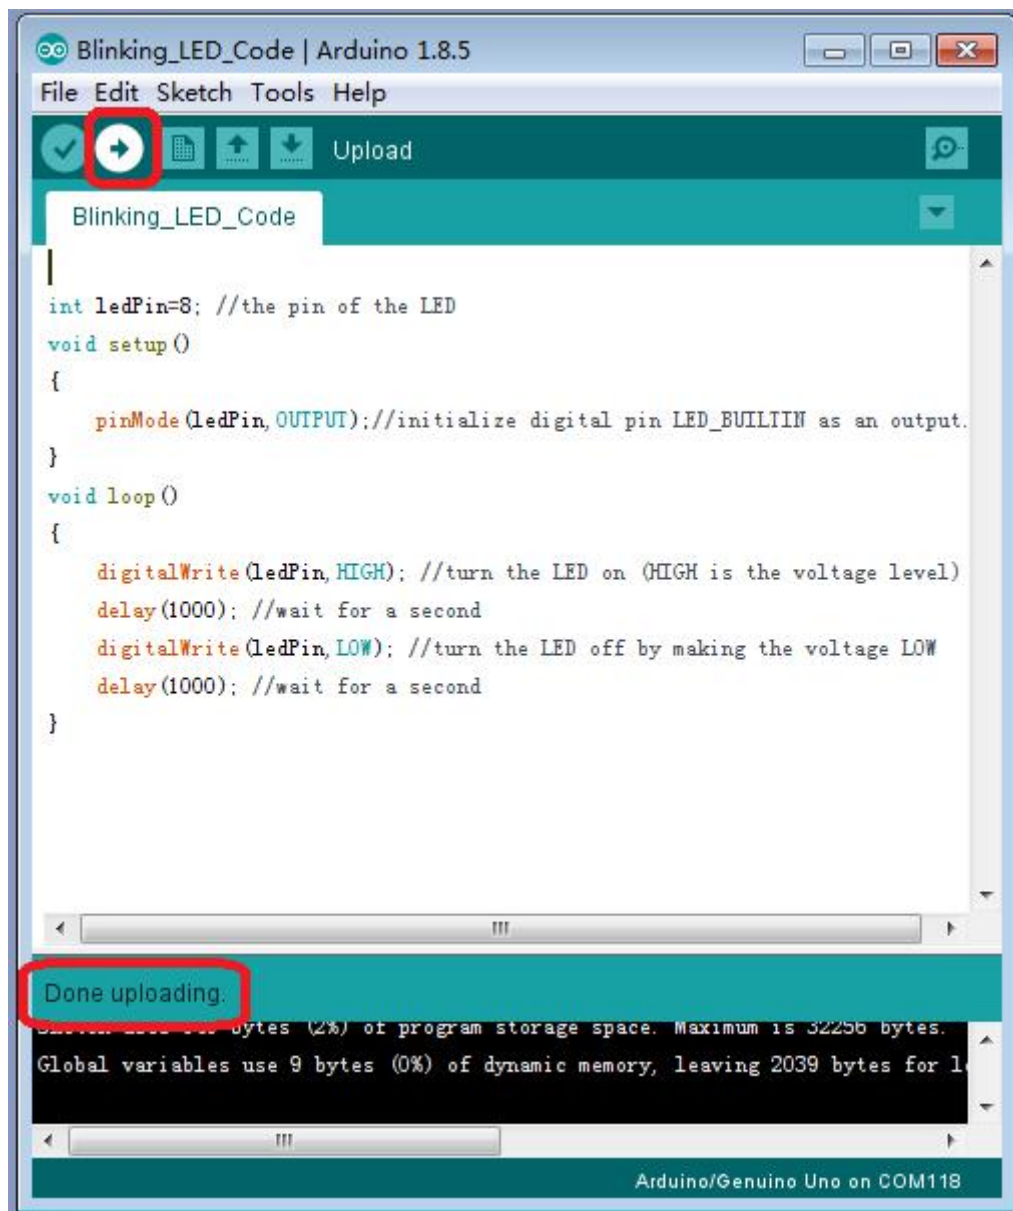 Blinking_LED_Code | Arduino 1.8.5
File Edit Sketch Tools Help
Upload
Blinking_LED_Code
int ledPin=8; //the pin of the LED
void setup()
{
pinMode(ledPin,OUTPUT);//initialize digital pin LED_BUILTIN as an output.
}
void loop()
{
digitalWrite(ledPin,HIGH); //turn the LED on (HIGH is the voltage level)
delay(1000); //wait for a second
digitalWrite(ledPin,LOW); //turn the LED off by making the voltage LOW
delay(1000); //wait for a second
}
Done uploading.
bytes (2%) of program storage space. Maximum is 32256 bytes.
Global variables use 9 bytes (0%) of dynamic memory, leaving 2039 bytes for
Arduino/Genuino Uno on COM118